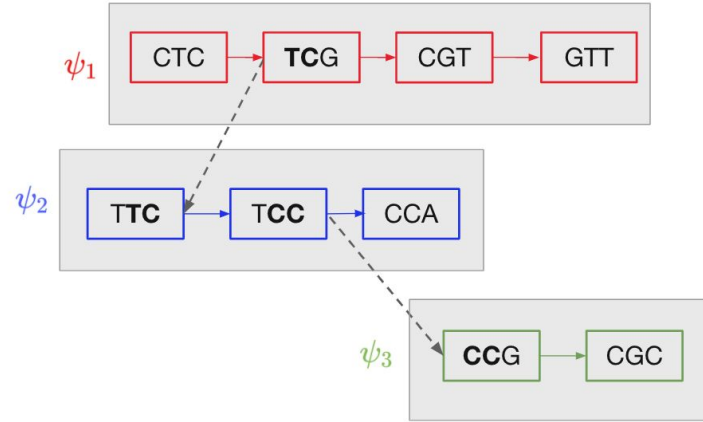 ψ1 CTC TCG CGT GTT
ψ2 TTC TCC CCA
ψ3 CCG CGC